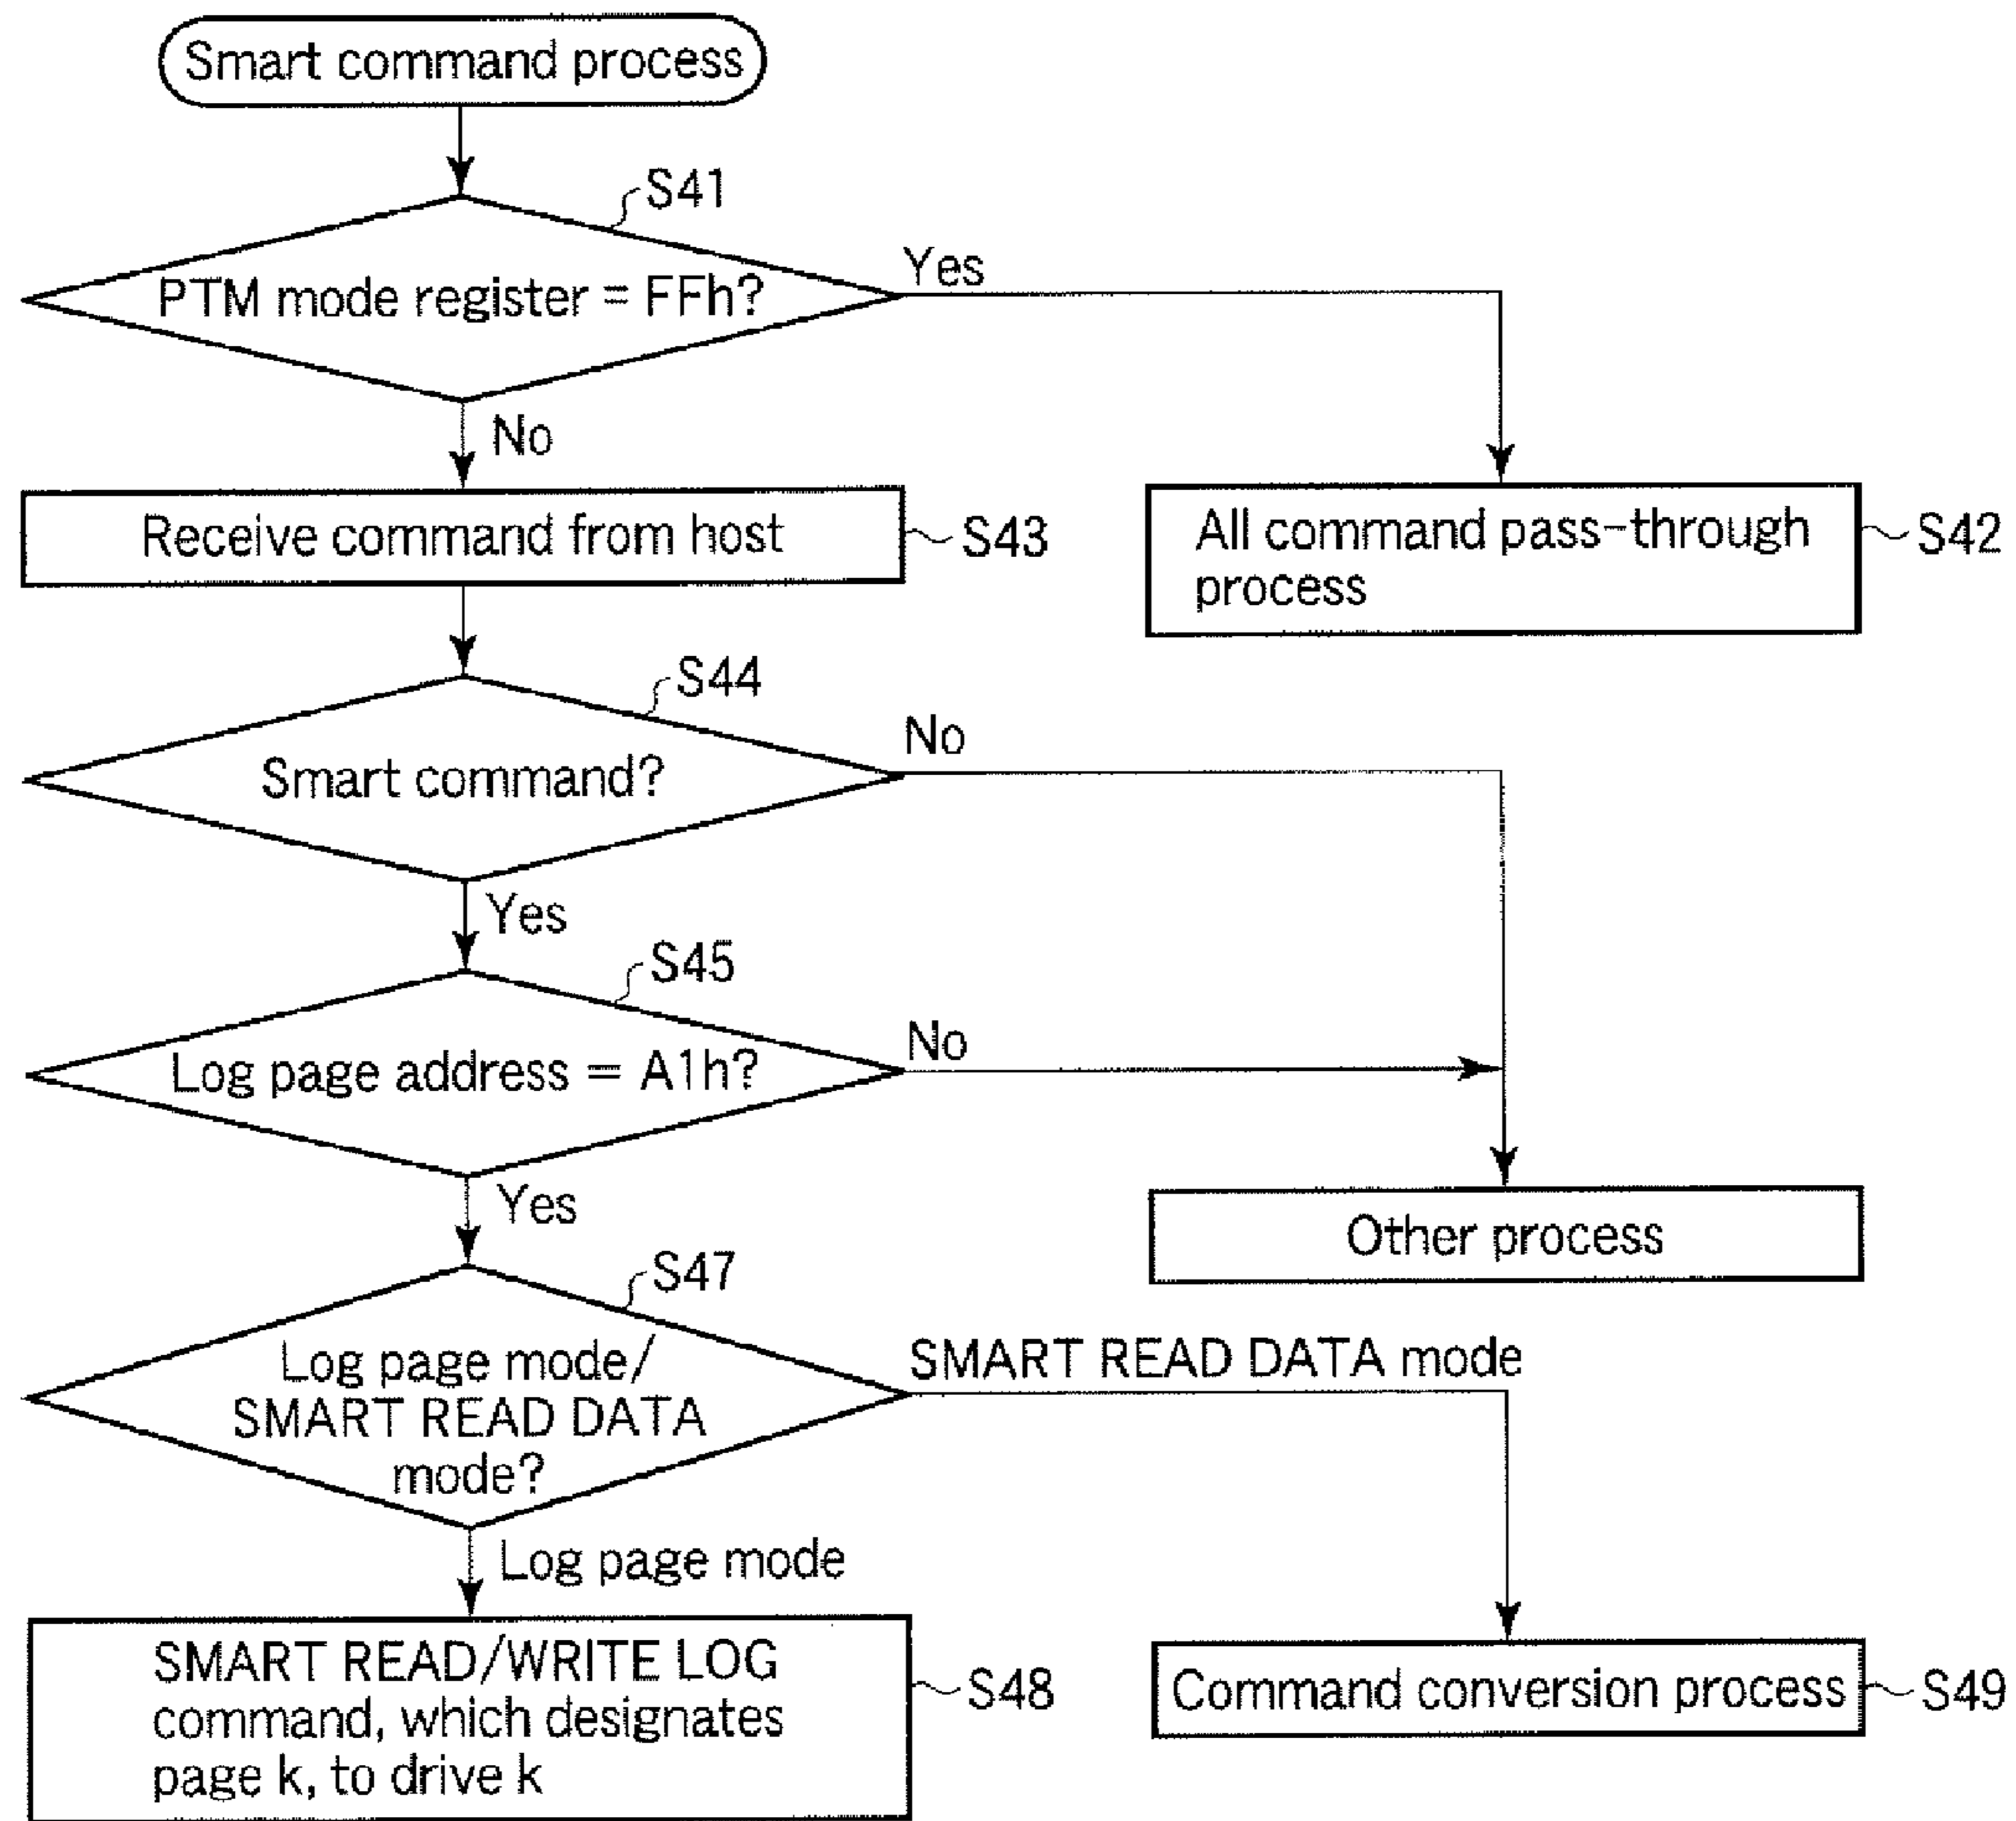 Smart command process
S41
PTM mode register = FFh?
Yes
No
Receive command from host
S43
All command pass-through
process
S42
S44
Smart command?
No
Yes
S45
Log page address = A1h?
No
Yes
Other process
S47
Log page mode/
SMART READ DATA
mode?
SMART READ DATA mode
Log page mode
SMART READ/WRITE LOG
command, which designates
page k, to drive k
S48
Command conversion process
S49